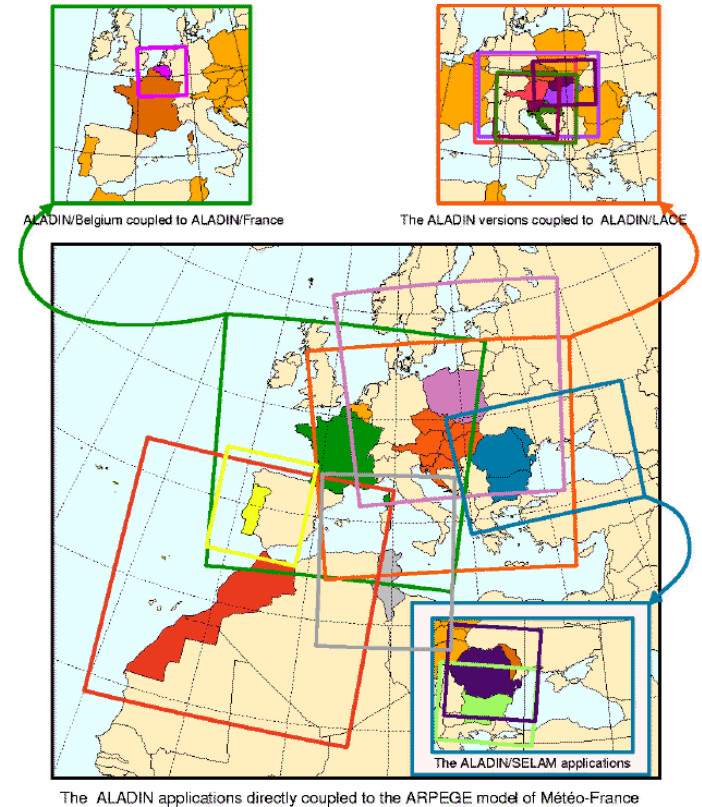 ALADIN/Belgium coupled to ALADIN/France
The ALADIN versions coupled to ALADIN/LACE
The ALADIN/SELAM applications
The ALADIN applications directly coupled to the ARPEGE model of Météo-France